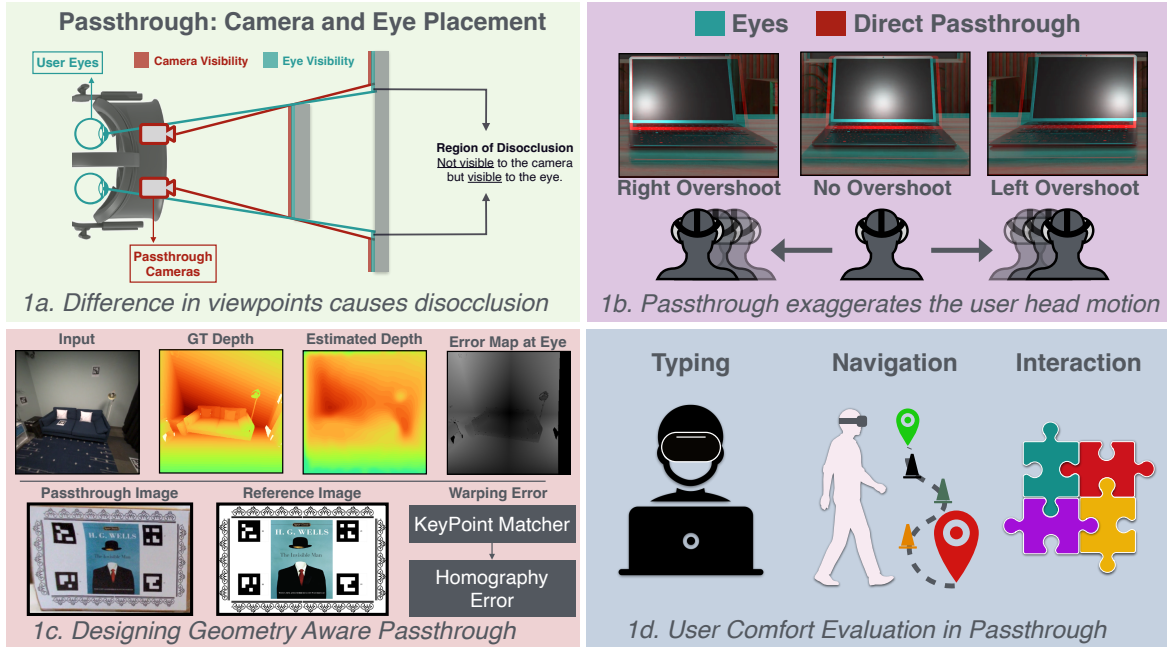 Passthrough: Camera and Eye Placement
User Eyes
Camera Visibility
Eye Visibility
Region of Disocclusion
Not visible to the camera
but visible to the eye.
Passthrough
Cameras
1a. Difference in viewpoints causes disocclusion
Eyes
Direct Passthrough
Right Overshoot
No Overshoot
Left Overshoot
1b. Passthrough exaggerates the user head motion
Input
GT Depth
Estimated Depth
Error Map at Eye
Passthrough Image
Reference Image
Warping Error
H. G. WELLS
The Invisible Man
H. G. WELLS
The Invisible Man
KeyPoint Matcher
Homography
Error
1c. Designing Geometry Aware Passthrough
Typing
Navigation
Interaction
1d. User Comfort Evaluation in Passthrough